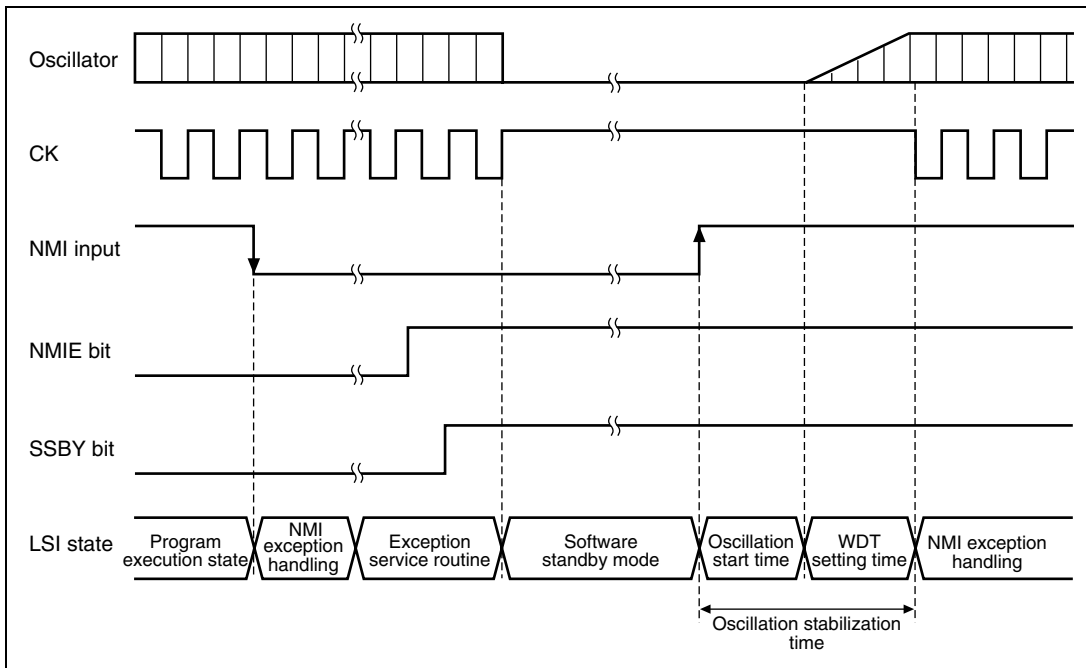 Oscillator
CK
NMI input
NMIE bit
SSBY bit
LSI state
Program
execution state
NMI
exception
handling
Exception
service routine
Software
standby mode
Oscillation
start time
WDT
setting time
NMI exception
handling
Oscillation stabilization
time